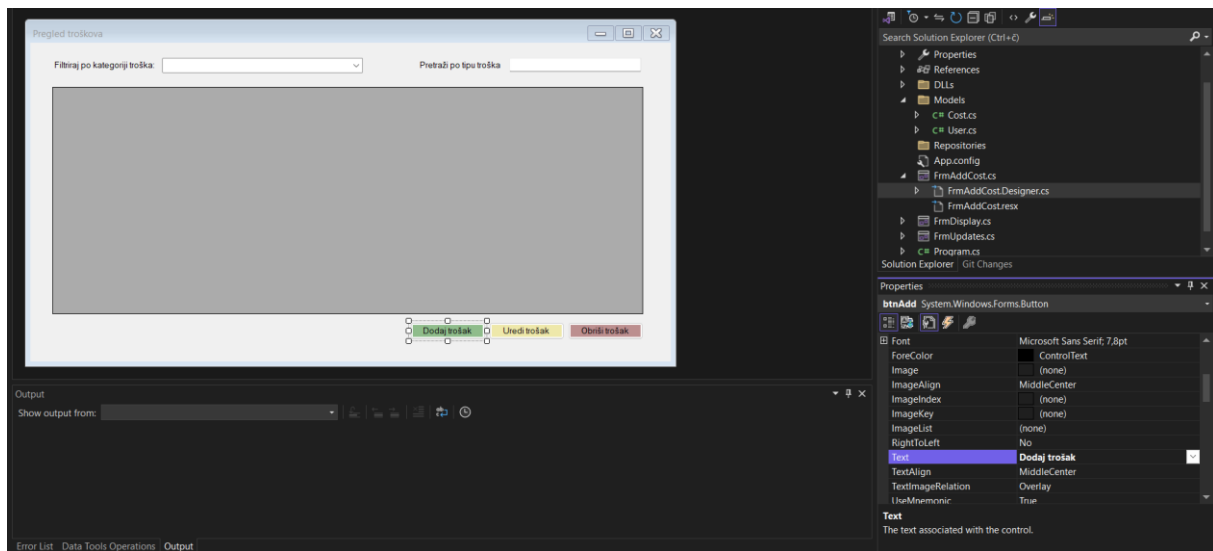 Pregled troškova
Filtriraj po kategoriji troška:
Pretraži po tipu troška
Dodaj trošak
Uredi trošak
Obriši trošak
Output
Show output from:
Error List Data Tools Operations Output
Search Solution Explorer (Ctrl+č)
Properties
References
DLLs
Models
C# Cost.cs
C# User.cs
Repositories
App.config
FrmAddCost.cs
FrmAddCost.Designer.cs
FrmAddCost.resx
FrmDisplay.cs
FrmUpdates.cs
C# Program.cs
Solution Explorer Git Changes
Properties
btnAdd System.Windows.Forms.Button
Font Microsoft Sans Serif; 7,8pt
ForeColor ControlText
Image (none)
ImageAlign MiddleCenter
ImageIndex (none)
ImageKey (none)
ImageList (none)
RightToLeft No
Text Dodaj trošak
TextAlign MiddleCenter
TextImageRelation Overlay
UseMnemonic True
Text
The text associated with the control.